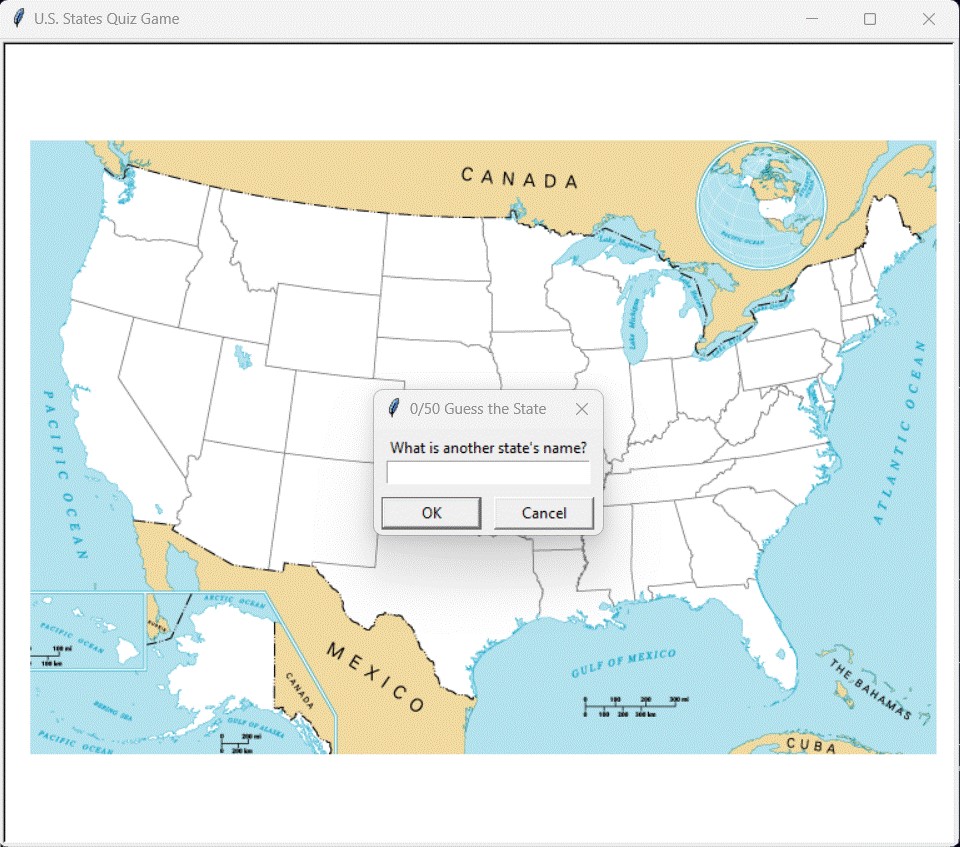 U.S. States Quiz Game
CANADA
Lake Superior
PACIFIC OCEAN
Lake Michigan
0/50 Guess the State
What is another state's name?
OK
Cancel
PACIFIC OCEAN
ATLANTIC OCEAN
ARCTIC OCEAN
PACIFIC OCEAN
100 mi
100 km
RUSSIA
MEXICO
CANADA
GULF OF MEXICO
100 200 300 mi
100 200 300 km
THE BAHAMAS
BERING SEA
GULF OF ALASKA
PACIFIC OCEAN
200 mi
200 km
CUBA